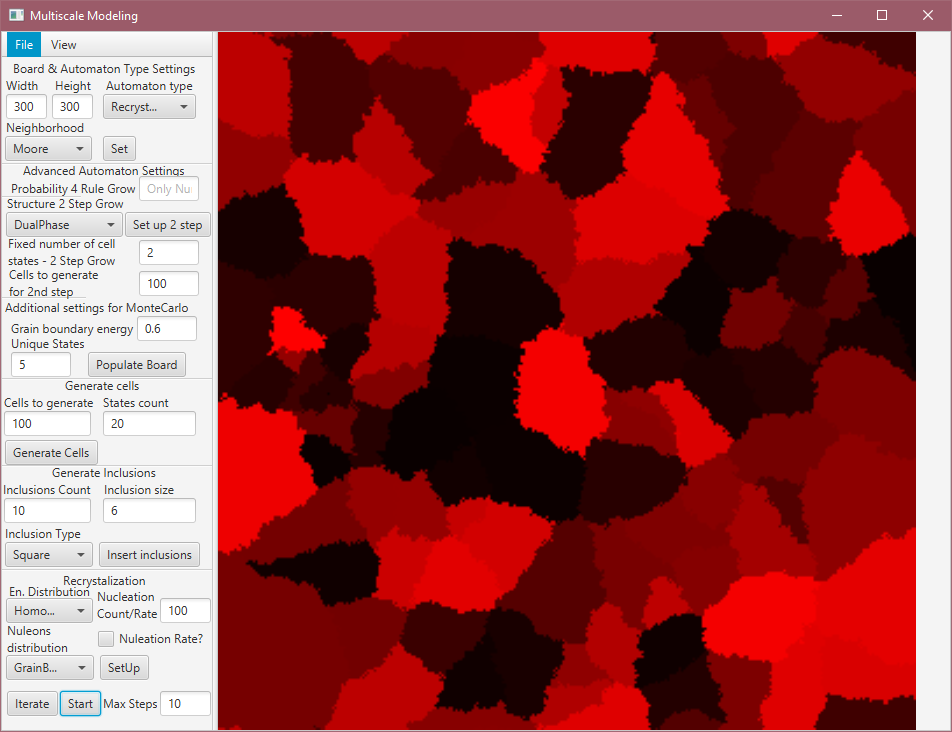 Multiscale Modeling
File View
Board & Automaton Type Settings
Width Height Automaton type
300 300 Recryst...
Neighborhood
Moore Set
Advanced Automaton Settings
Probability 4 Rule Grow Only Nu
Structure 2 Step Grow
DualPhase Set up 2 step
Fixed number of cell
states - 2 Step Grow 2
Cells to generate
for 2nd step 100
Additional settings for MonteCarlo
Grain boundary energy 0.6
Unique States
5 Populate Board
Generate cells
Cells to generate States count
100 20
Generate Cells
Generate Inclusions
Inclusions Count Inclusion size
10 6
Inclusion Type
Square Insert inclusions
Recrystalization
En. Distribution Nucleation
Homo... Count/Rate 100
Nuleons
distribution Nuleation Rate?
GrainB... SetUp
Iterate Start Max Steps 10